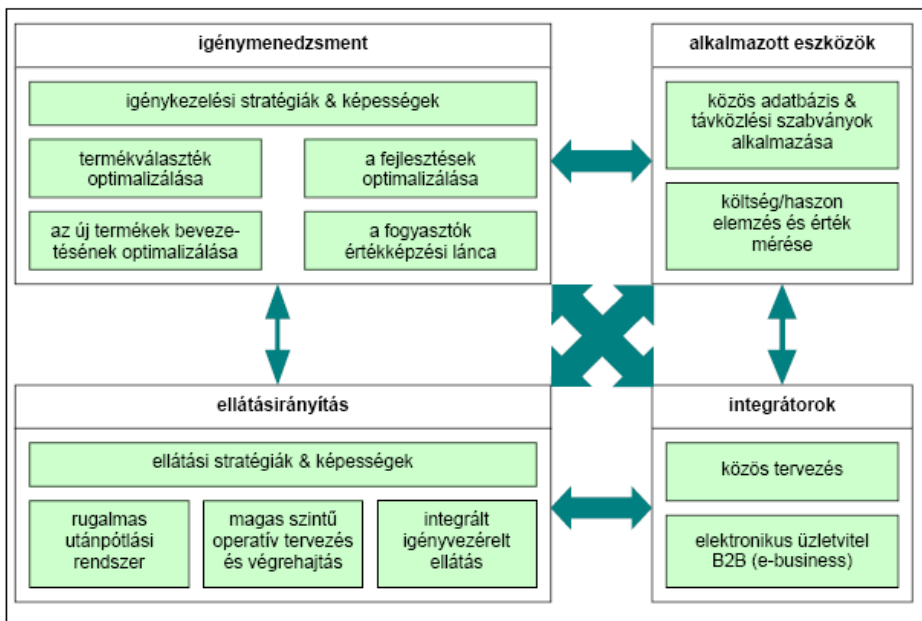 igénymenedzsment
igénykezelési stratégiák & képességek
termékválaszték
optimalizálása
a fejlesztések
optimalizálása
az új termékek beveze-
tésének optimalizálása
a fogyasztók
értékképzési lánca
alkalmazott eszközök
közös adatbázis &
távközlési szabványok
alkalmazása
költség/haszon
elemzés és érték
mérése
ellátásirányítás
ellátási stratégiák & képességek
rugalmas
utánpótlási
rendszer
magas szintű
operatív tervezés
és végrehajtás
integrált
igényvezérelt
ellátás
integrátorok
közös tervezés
elektronikus üzletvitel
B2B (e-business)